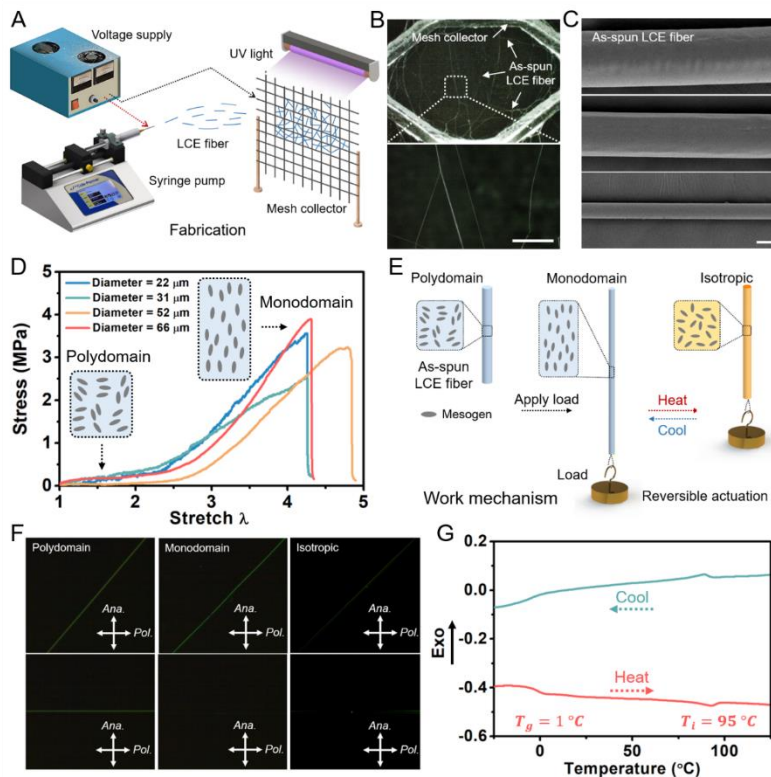 A
Voltage supply
UV light
LCE fiber
Syringe pump
Mesh collector
Fabrication
B
Mesh collector
As-spun
LCE fiber
C
As-spun LCE fiber
D
Diameter = 22 μm
Diameter = 31 μm
Diameter = 52 μm
Diameter = 66 μm
Monodomain
Polydomain
Stress (MPa)
5
4
3
2
1
0
1 2 3 4 5
Stretch λ
E
Polydomain
Monodomain
Isotropic
As-spun
LCE fiber
Mesogen
Apply load
Heat
Cool
Load
Work mechanism
Reversible actuation
F
Polydomain
Monodomain
Isotropic
Ana.
Pol.
Ana.
Pol.
Ana.
Pol.
Ana.
Pol.
Ana.
Pol.
Ana.
Pol.
G
0.2
0.0
-0.2
-0.4
-0.6
Exo
Cool
Heat
Tg = 1 °C
Ti = 95 °C
0 50 100
Temperature (°C)